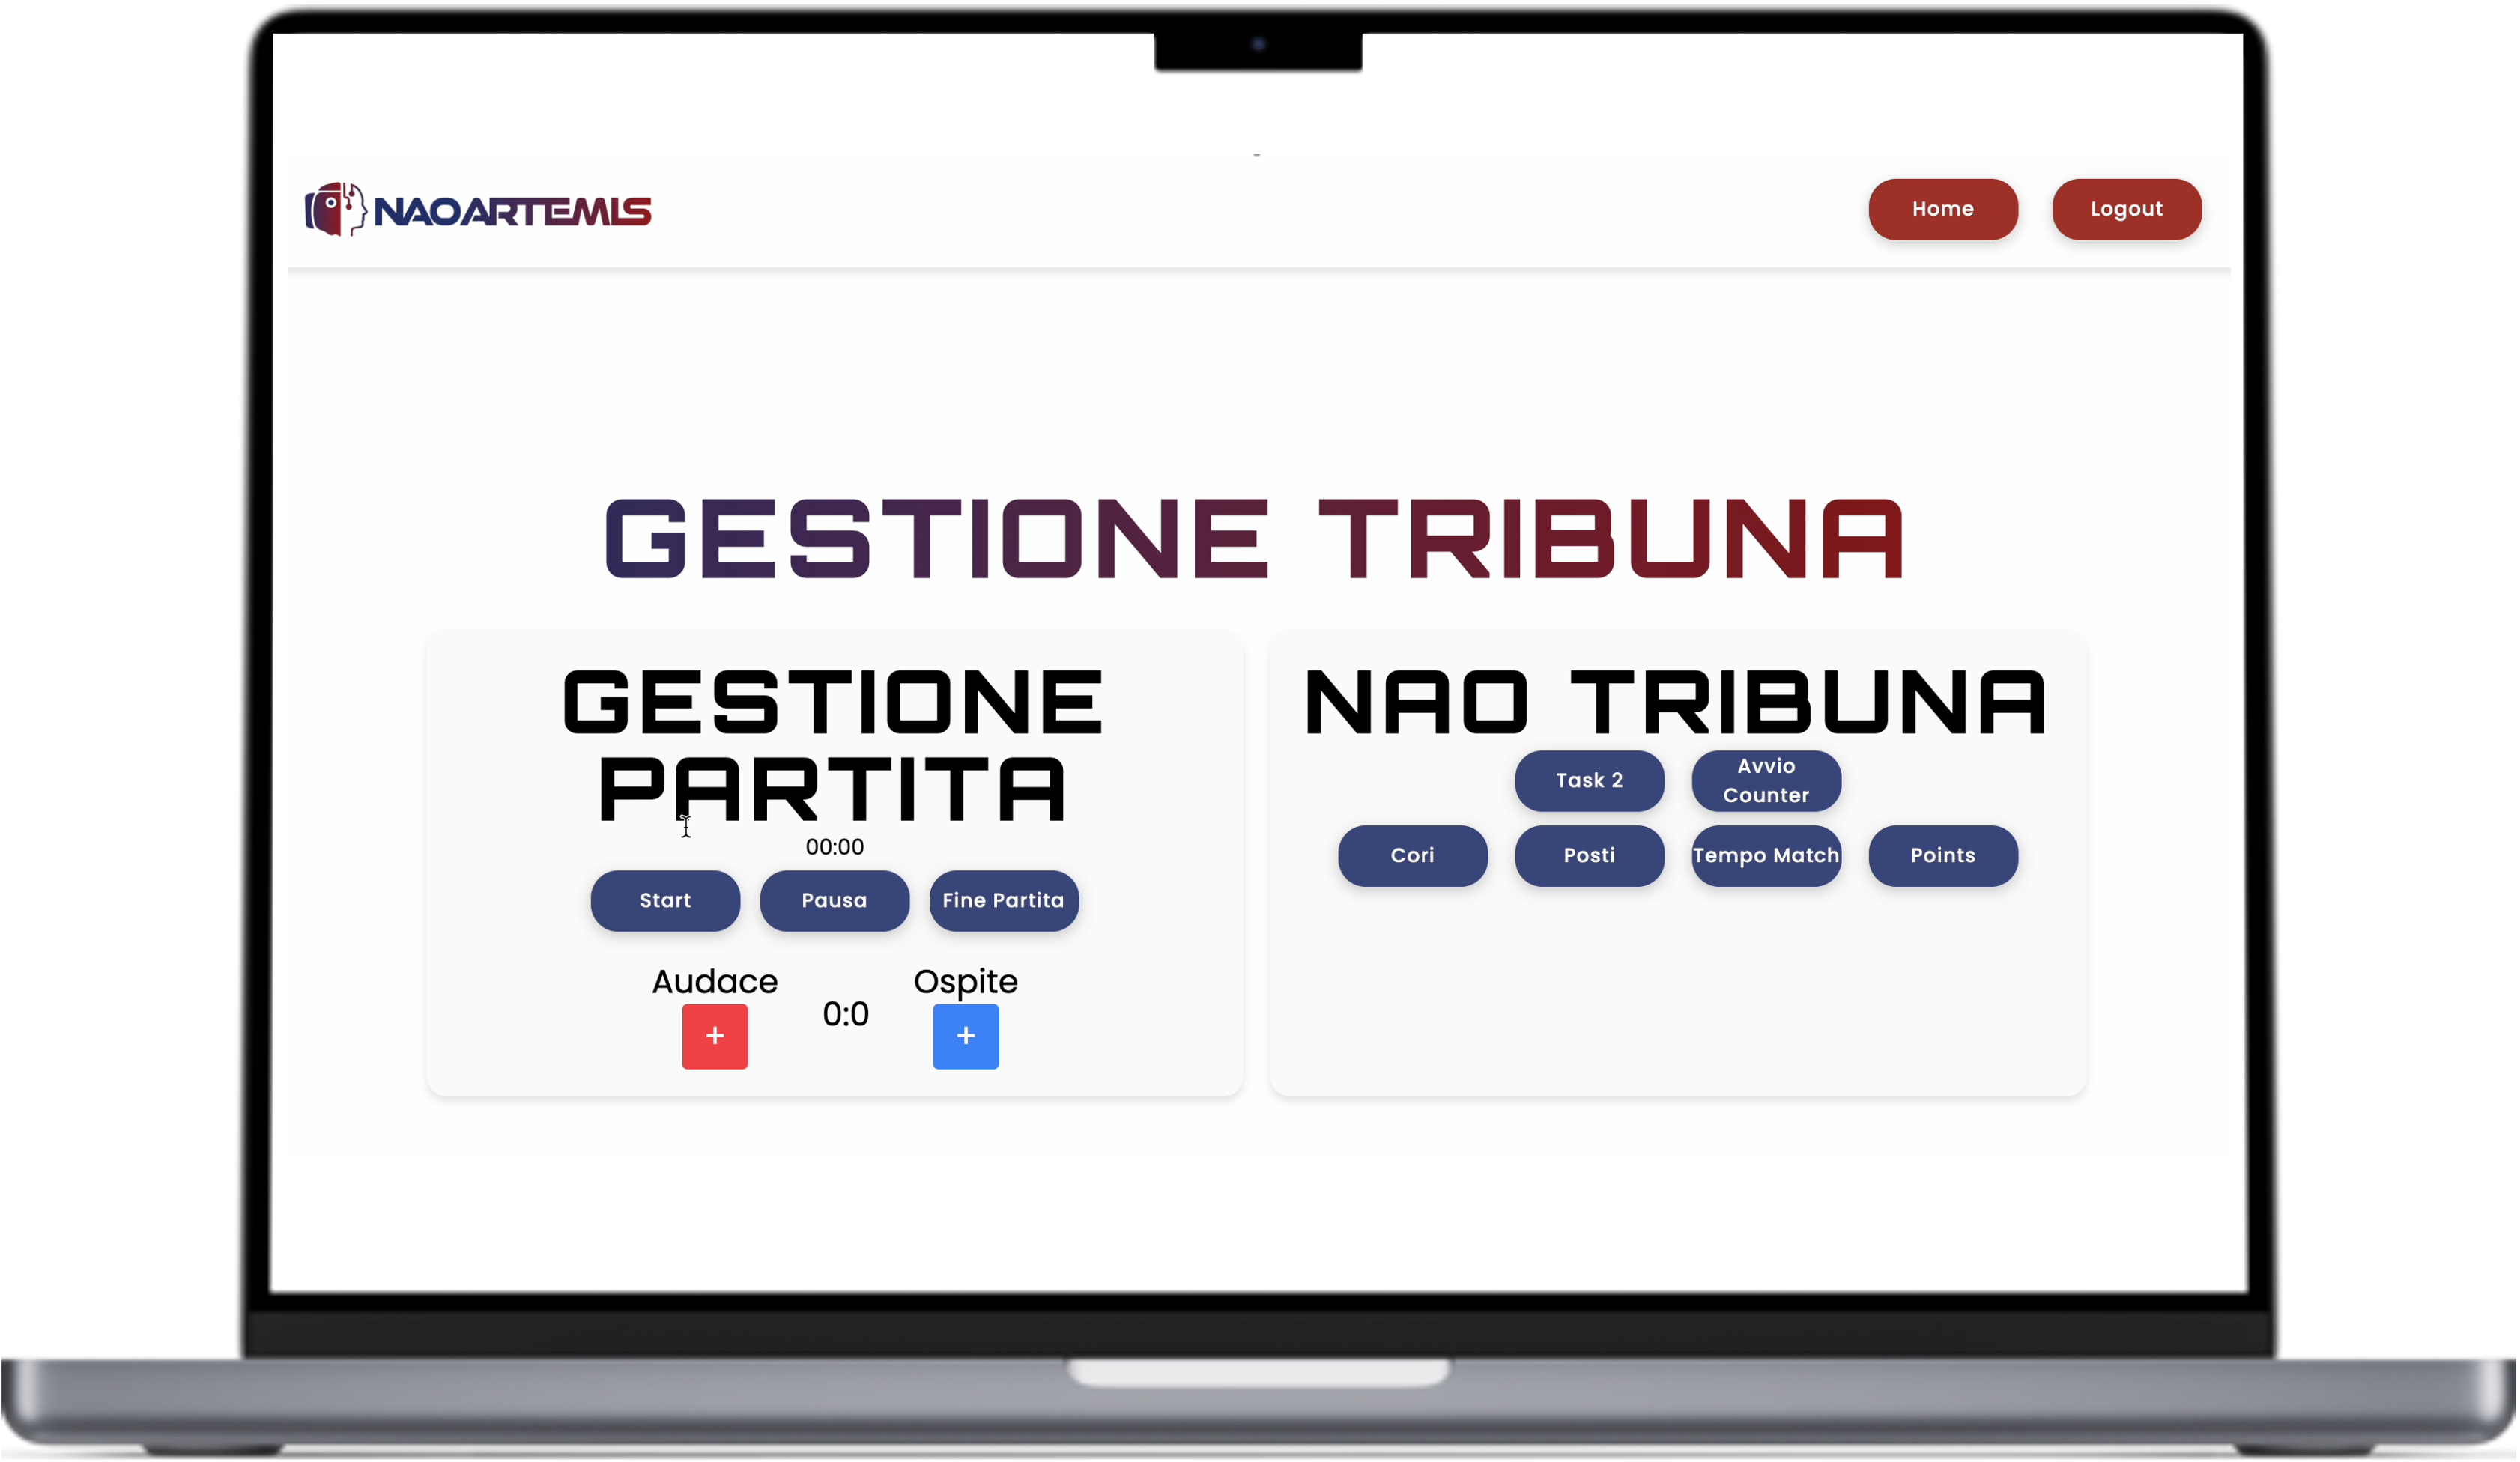 NAOARTEMIS
Home
Logout
GESTIONE TRIBUNA
GESTIONE
PARTITA
00:00
Start
Pausa
Fine Partita
Audace
0:0
Ospite
+
+
NAO TRIBUNA
Task 2
Avvio
Counter
Cori
Posti
Tempo Match
Points